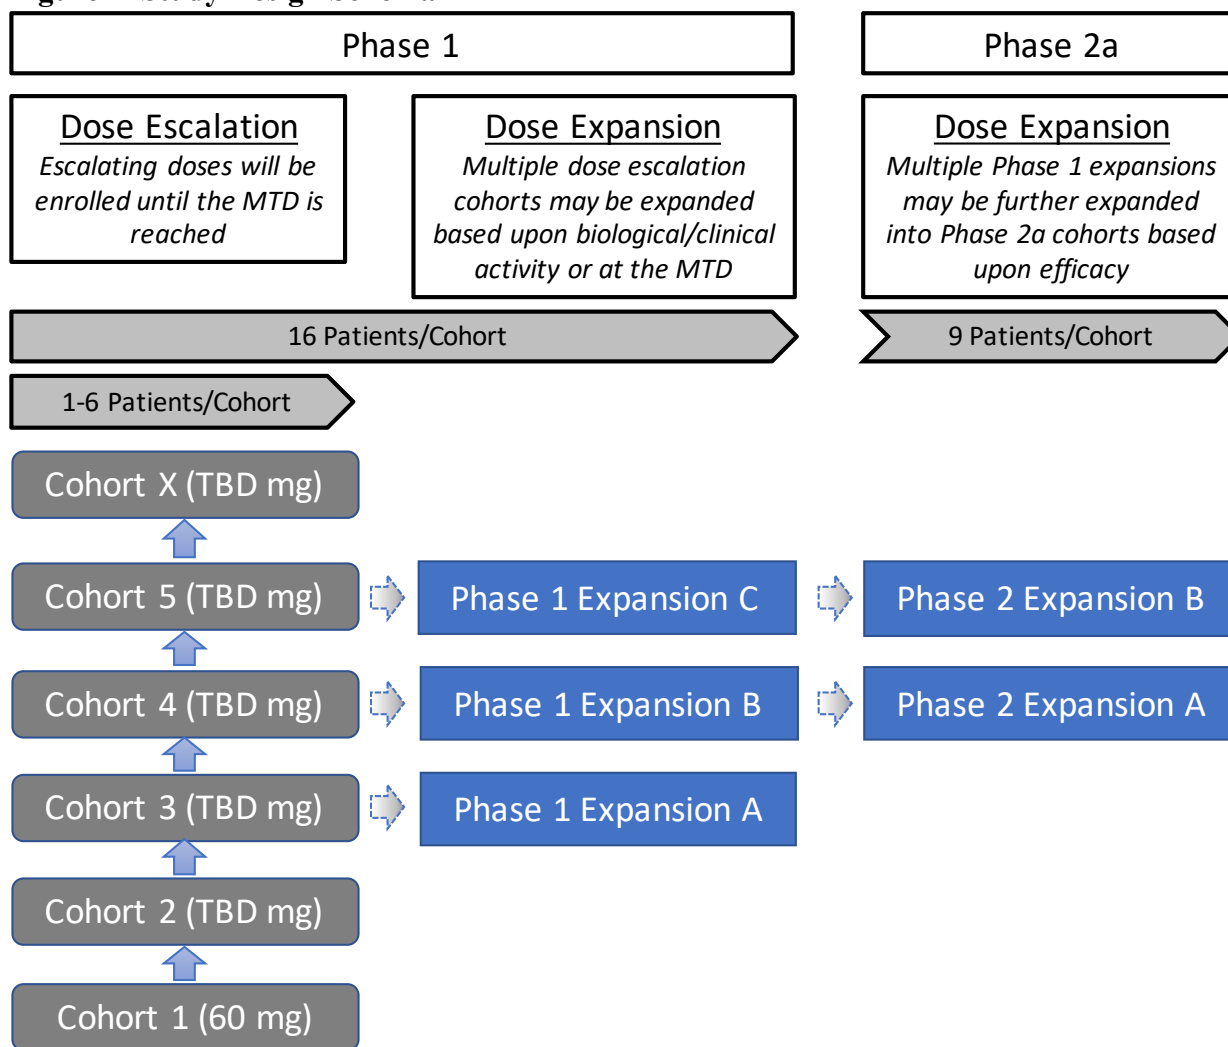 Phase 1
Phase 2a
Dose Escalation
Escalating doses will be
enrolled until the MTD is
reached
Dose Expansion
Multiple dose escalation
cohorts may be expanded
based upon biological/clinical
activity or at the MTD
Dose Expansion
Multiple Phase 1 expansions
may be further expanded
into Phase 2a cohorts based
upon efficacy
16 Patients/Cohort
9 Patients/Cohort
1-6 Patients/Cohort
Cohort X (TBD mg)
Cohort 5 (TBD mg)
Phase 1 Expansion C
Phase 2 Expansion B
Cohort 4 (TBD mg)
Phase 1 Expansion B
Phase 2 Expansion A
Cohort 3 (TBD mg)
Phase 1 Expansion A
Cohort 2 (TBD mg)
Cohort 1 (60 mg)